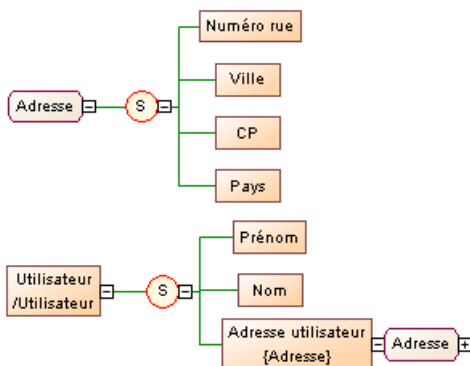 Numéro rue
Ville
Adresse
S
CP
Pays
Prénom
Utilisateur
/Utilisateur
S
Nom
Adresse utilisateur
{Adresse}
Adresse